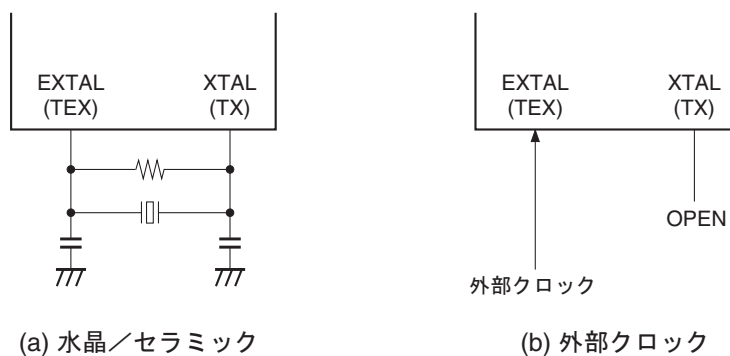 EXTAL
(TEX)
XTAL
(TX)
EXTAL
(TEX)
XTAL
(TX)
OPEN
外部クロック
(a) 水晶／セラミック
(b) 外部クロック